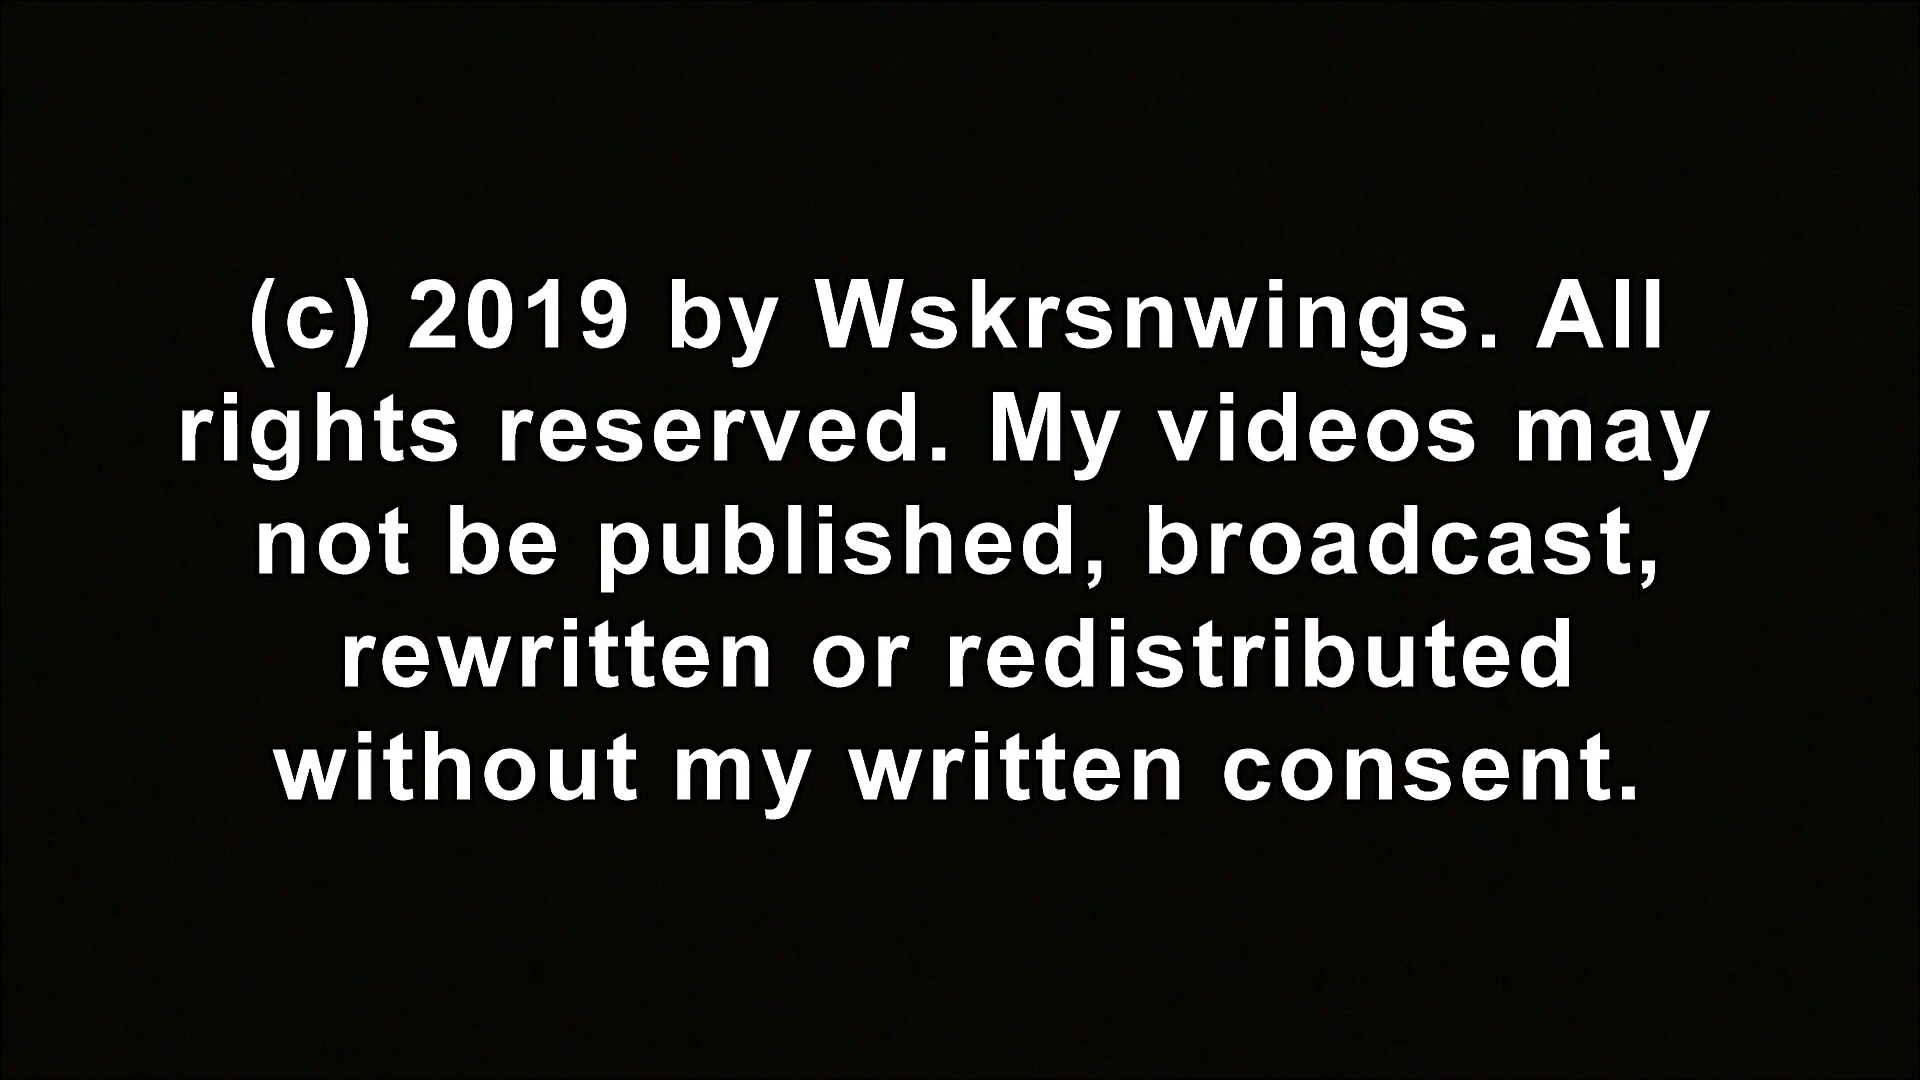 (c) 2019 by Wskrsnwings. All
rights reserved. My videos may
not be published, broadcast,
rewritten or redistributed
without my written consent.